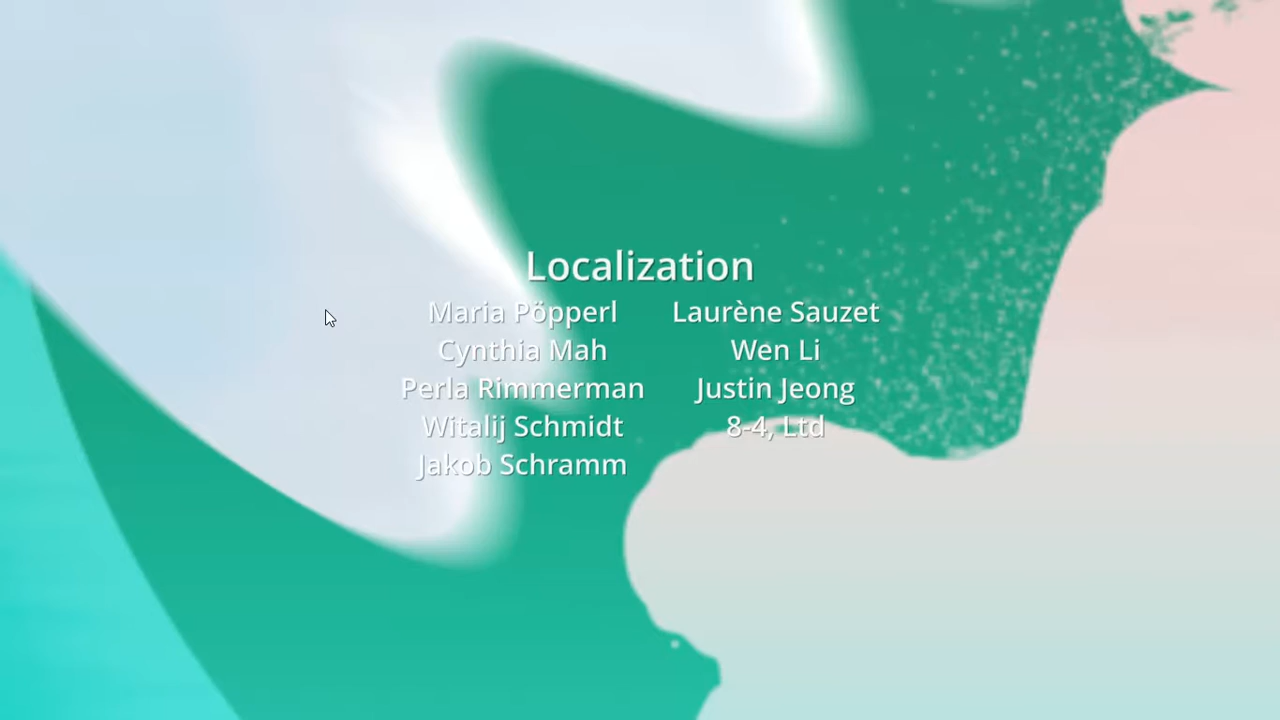 Localization
Maria Pöpperl
Laurène Sauzet
Cynthia Mah
Wen Li
Perla Rimmerman
Justin Jeong
Witalij Schmidt
8-4, Ltd
Jakob Schramm